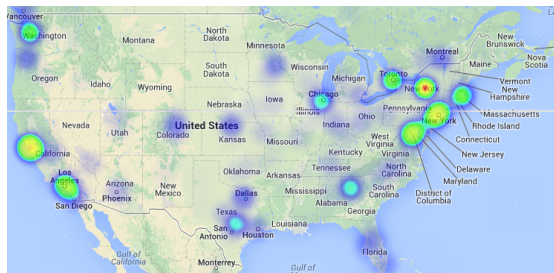 Vancouver
Washington
Montana
North
Dakota
Minnesota
Montreal
New
Brunswick
Maine
Nova
Scotia
Oregon
Idaho
Wyoming
South
Dakota
Wisconsin
Michigan
Toronto
New York
Vermont
New
Hampshire
Massachusetts
Rhode Island
Connecticut
New Jersey
Delaware
Maryland
District of
Columbia
Nebraska
Iowa
Chicago
Illinois
Indiana
Ohio
Pennsylvania
New York
Nevada
Utah
Colorado
United States
Kansas
Missouri
West
Virginia
Kentucky
Virginia
California
Los
Angeles
San Diego
Arizona
Phoenix
New
Mexico
Oklahoma
Arkansas
Tennessee
North
Carolina
South
Carolina
Mississippi
Alabama
Georgia
Dallas
Texas
San
Antonio
Houston
Louisiana
Florida
Gulf of
California
Monterrey
Gulf of